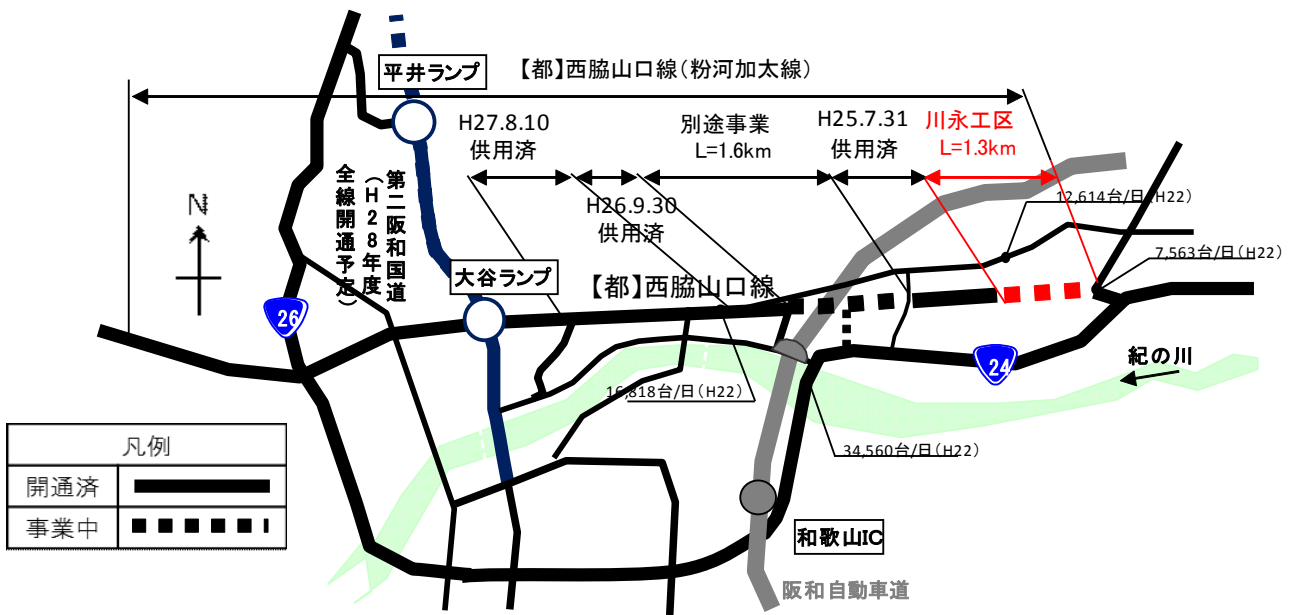 【都】西脇山口線(粉河加太線)
平井ランプ
H27.8.10
供用済
別途事業
L=1.6km
H25.7.31
供用済
川永工区
L=1.3km
H26.9.30
供用済
12,614台/日(H22)
7,563台/日(H22)
N
第二阪和国道
(H28年度
全線開通予定)
大谷ランプ
【都】西脇山口線
26
24
紀の川
16,818台/日(H22)
34,560台/日(H22)
凡例
開通済
事業中
和歌山IC
阪和自動車道